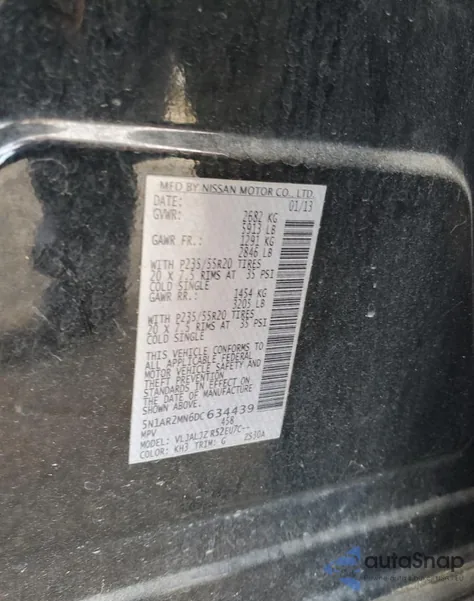 MFD BY NISSAN MOTOR CO., LTD.
DATE: 01/13
GVWR: 2682 KG
5913 LB
GAWR FR.: 1291 KG
2846 LB
WITH P235/55R20 TIRES
20 X 7.5 RIMS AT 35 PSI
COLD SINGLE
GAWR RR.: 1454 KG
3205 LB
WITH P235/55R20 TIRES
20 X 7.5 RIMS AT 35 PSI
COLD SINGLE
THIS VEHICLE CONFORMS TO
ALL APPLICABLE FEDERAL
MOTOR VEHICLE SAFETY AND
THEFT PREVENTION
STANDARDS IN EFFECT ON
THE DATE OF MANUFACTURE
SHOWN ABOVE.
5N1AR2MN6DC634439
MPV 458
MODEL:
COLOR: KH3 TRIM: G Z530A
autoSnap